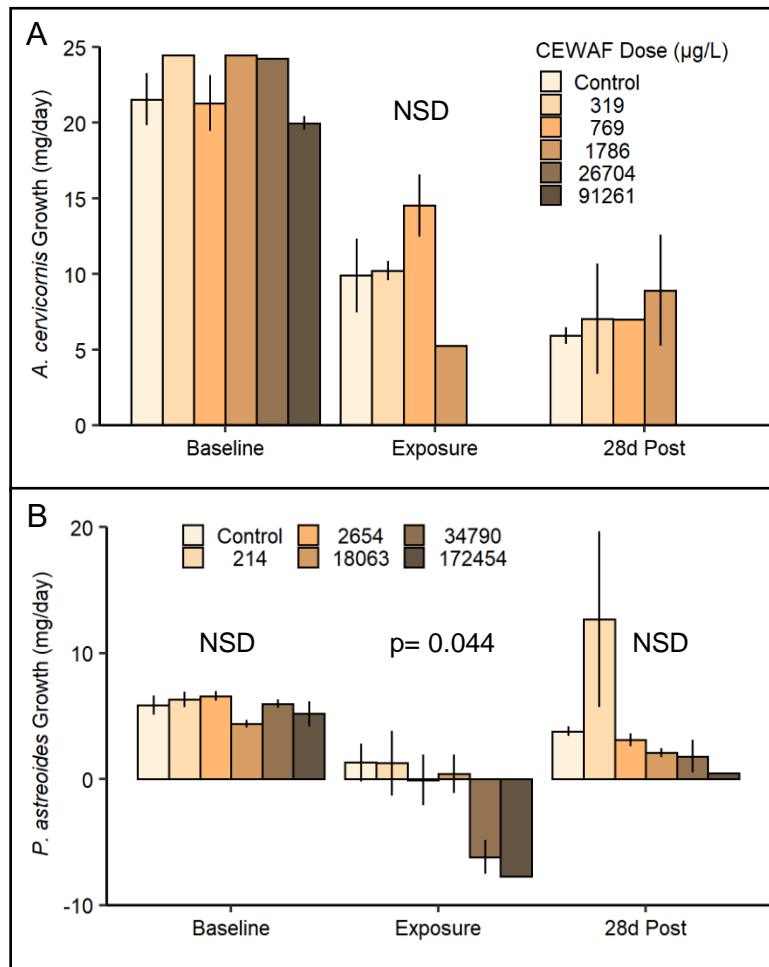 A
CEWAF Dose (µg/L)
Control
319
769
1786
26704
91261
NSD
A. cervicornis Growth (mg/day)
25
20
15
10
5
0
Baseline
Exposure
28d Post
B
Control
2654
34790
214
18063
172454
NSD
p= 0.044
NSD
P. astreoides Growth (mg/day)
20
10
0
-10
Baseline
Exposure
28d Post